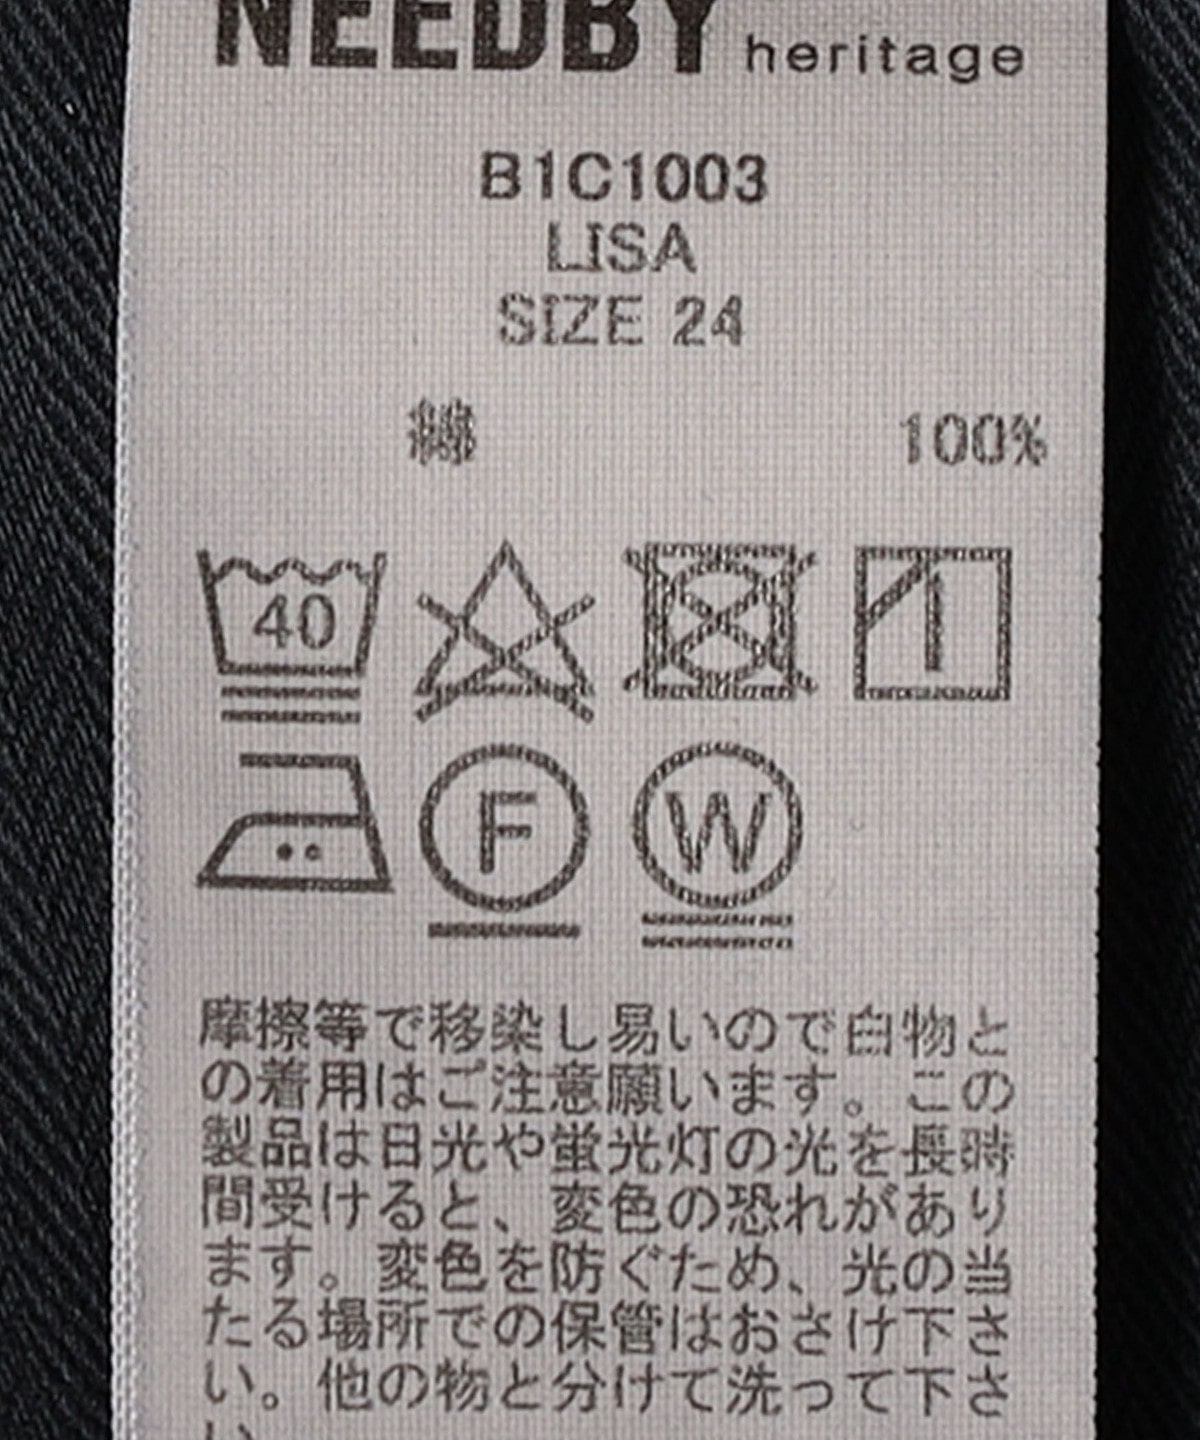 NEEDBY heritage
B1C1003
LISA
SIZE 24
綿 100%
40
F W
摩擦等で移染し易いので白物と
の着用はご注意願います。この
製品は日光や蛍光灯の光を長時
間受けると、変色の恐れがあり
ます。変色を防ぐため、光の当
たる場所での保管はおさけ下さ
い。他の物と分けて洗って下さ
い